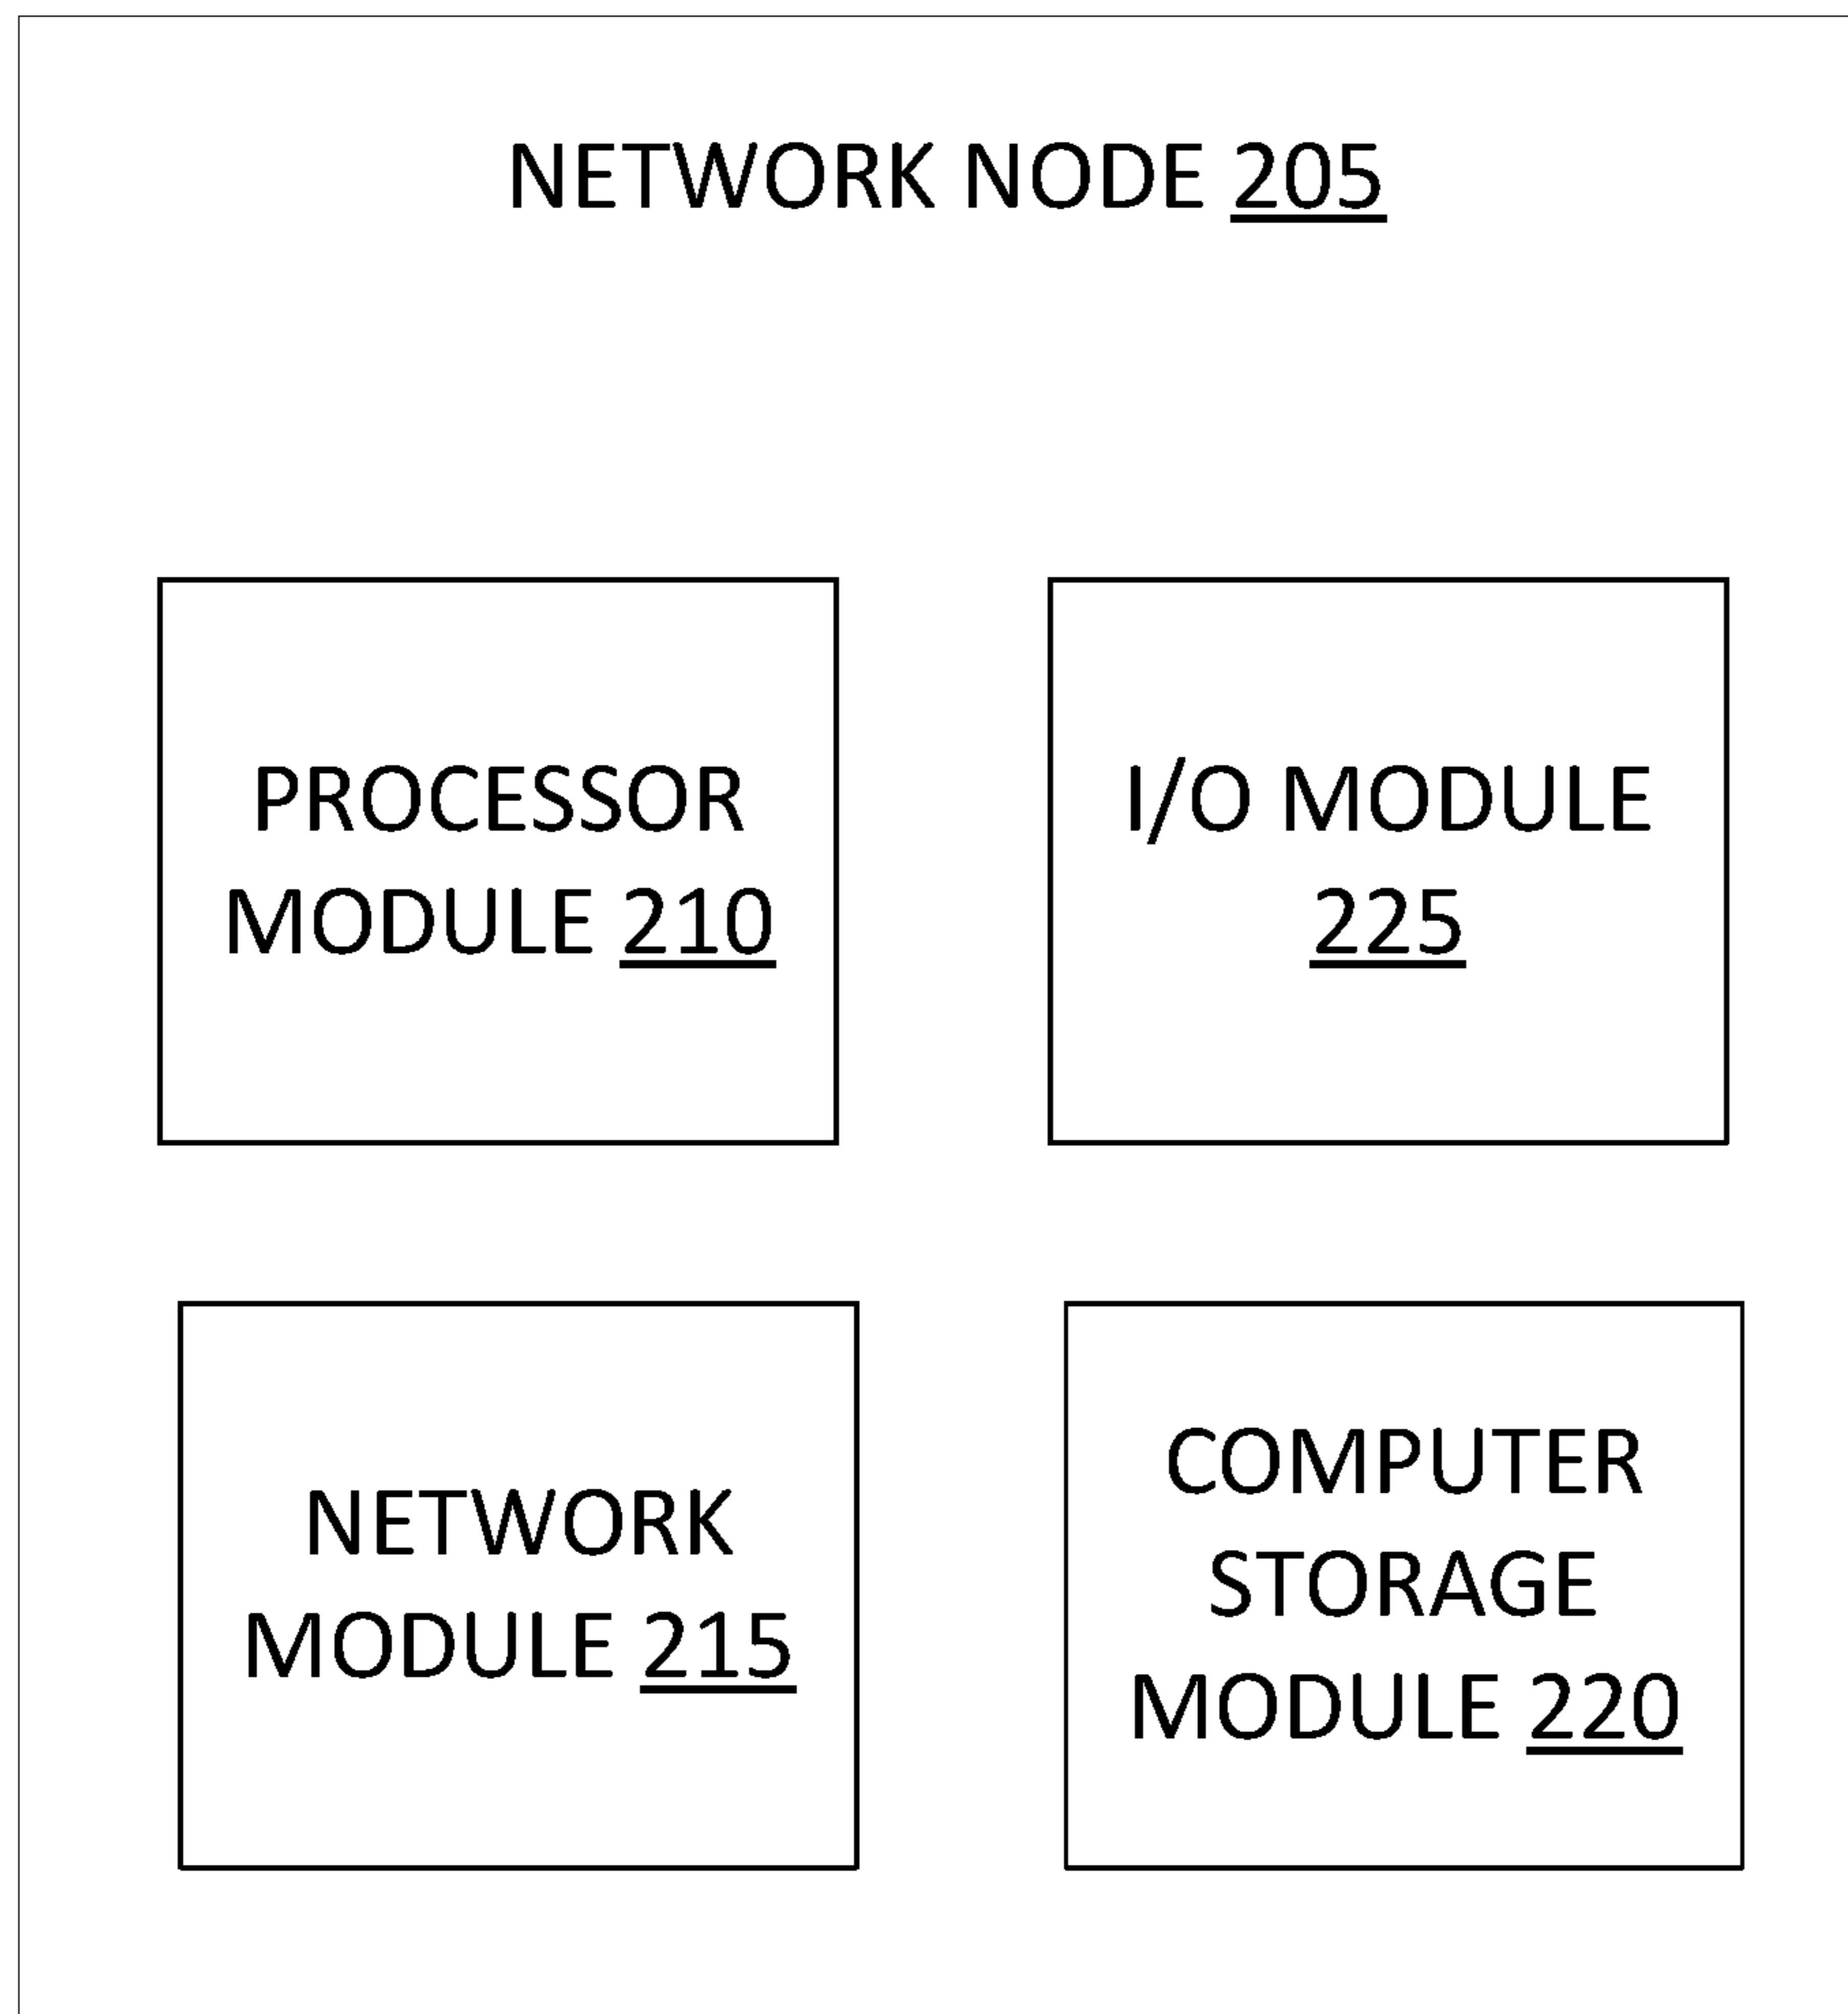 NETWORK NODE 205
PROCESSOR
MODULE 210
I/O MODULE
225
NETWORK
MODULE 215
COMPUTER
STORAGE
MODULE 220